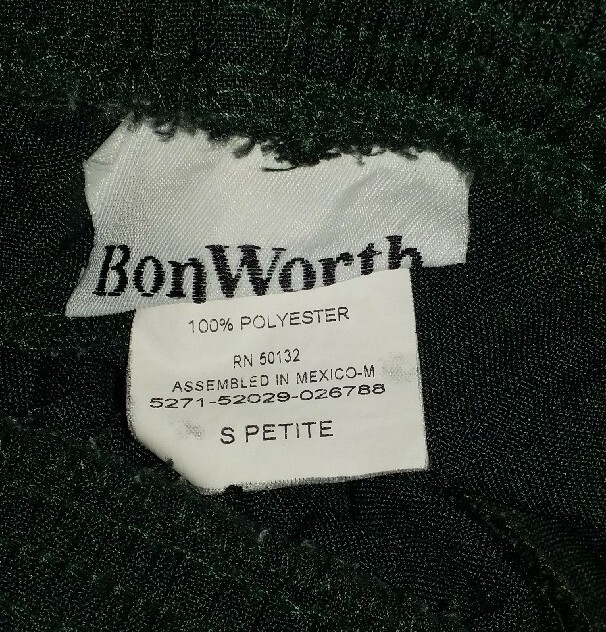 BonWorth
100% POLYESTER
RN 50132
ASSEMBLED IN MEXICO-M
5271-52029-026788
S PETITE